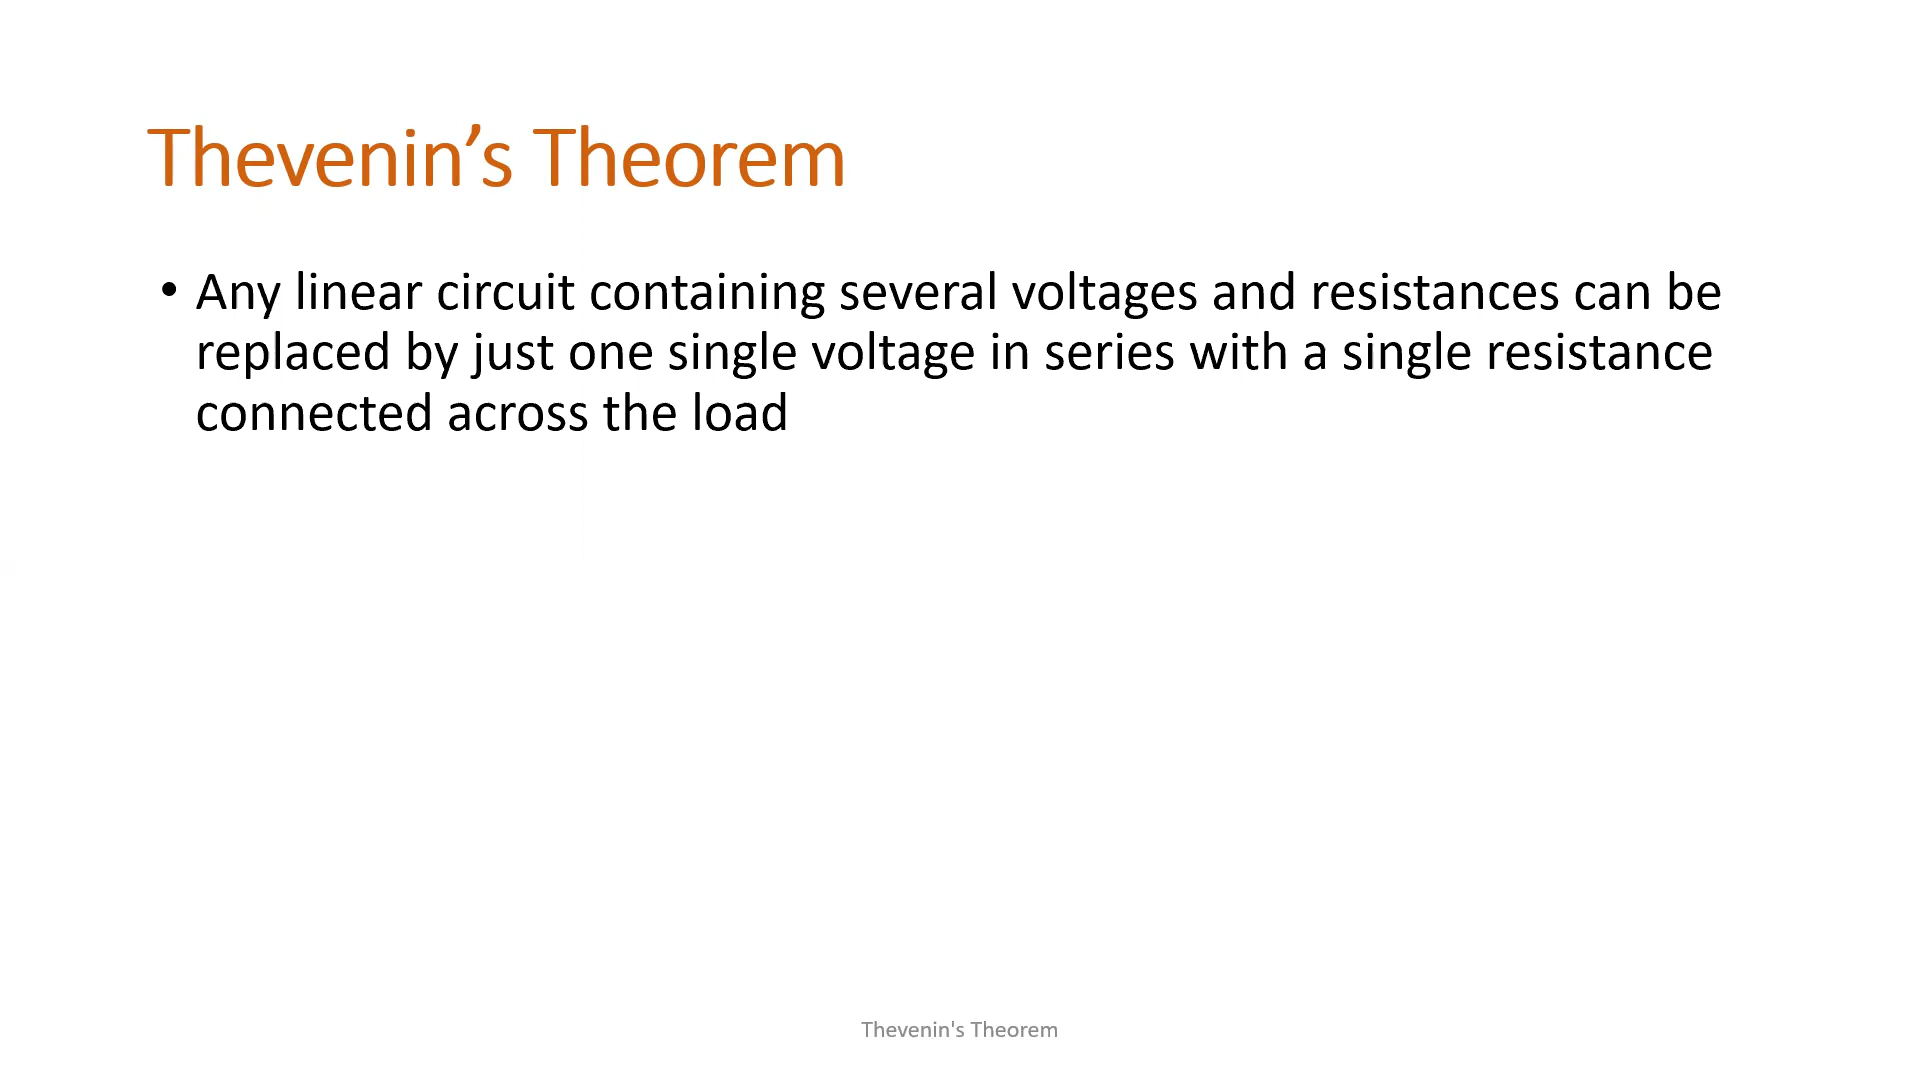 Thevenin’s Theorem
• Any linear circuit containing several voltages and resistances can be
replaced by just one single voltage in series with a single resistance
connected across the load
Thevenin's Theorem